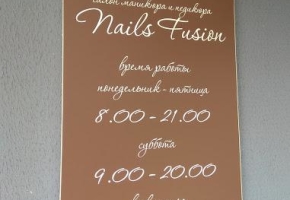 салон маникюра и педикюра
Nails Fusion
время работы
понедельник - пятница
8.00 - 21.00
суббота
9.00 - 20.00